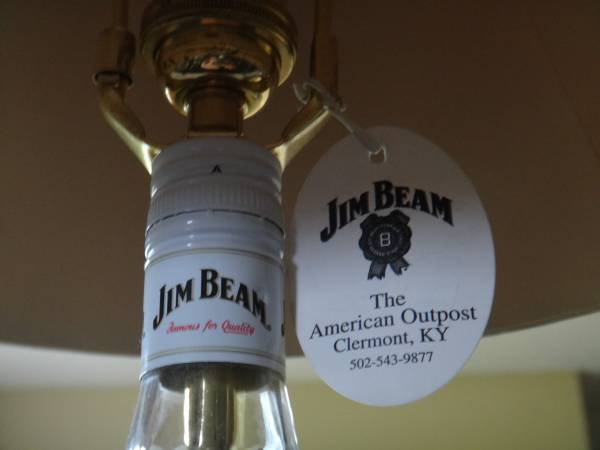 A
JIM BEAM
Famous for Quality
JIM BEAM
B
The
American Outpost
Clermont, KY
502-543-9877